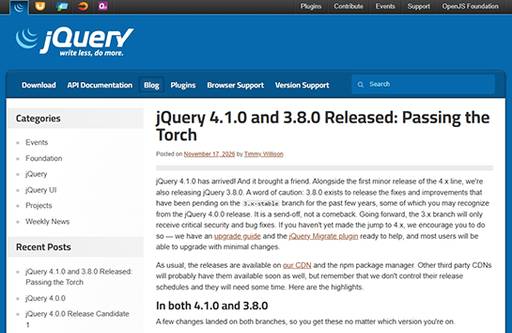 Plugins Contribute Events Support OpenJS Foundation
jQuery
write less, do more.
Download API Documentation Blog Plugins Browser Support Version Support Search
Categories
Events
Foundation
jQuery
jQuery UI
Projects
Weekly News
Recent Posts
jQuery 4.1.0 and 3.8.0 Released:
Passing the Torch
jQuery 4.0.0
jQuery 4.0.0 Release Candidate
1
jQuery 4.1.0 and 3.8.0 Released: Passing the
Torch
Posted on November 17, 2026 by Timmy Willison
jQuery 4.1.0 has arrived! And it brought a friend. Alongside the first minor release of the 4.x line, we're
also releasing jQuery 3.8.0. A word of caution: 3.8.0 exists to release the fixes and improvements that
have been pending on the 3.x-stable branch for the past few years, some of which you may recognize
from the jQuery 4.0.0 release. It is a send-off, not a comeback. Going forward, the 3.x branch will only
receive critical security and bug fixes. If you haven't yet made the jump to 4.x, we encourage you to do
so — we have an upgrade guide and the jQuery Migrate plugin ready to help, and most users will be
able to upgrade with minimal changes.
As usual, the releases are available on our CDN and the npm package manager. Other third party CDNs
will probably have them available soon as well, but remember that we don't control their release
schedules and they will need some time. Here are the highlights.
In both 4.1.0 and 3.8.0
A few changes landed on both branches, so you get these no matter which version you're on.